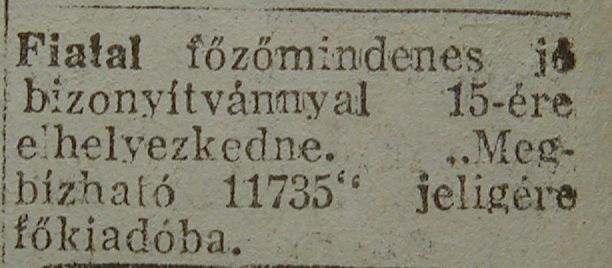 Fiatal főzőmindenes jó
bizonyítvánnyal 15-ére
elhelyezkedne. „Meg-
bízható 11735“ jeligére
főkiadóba.